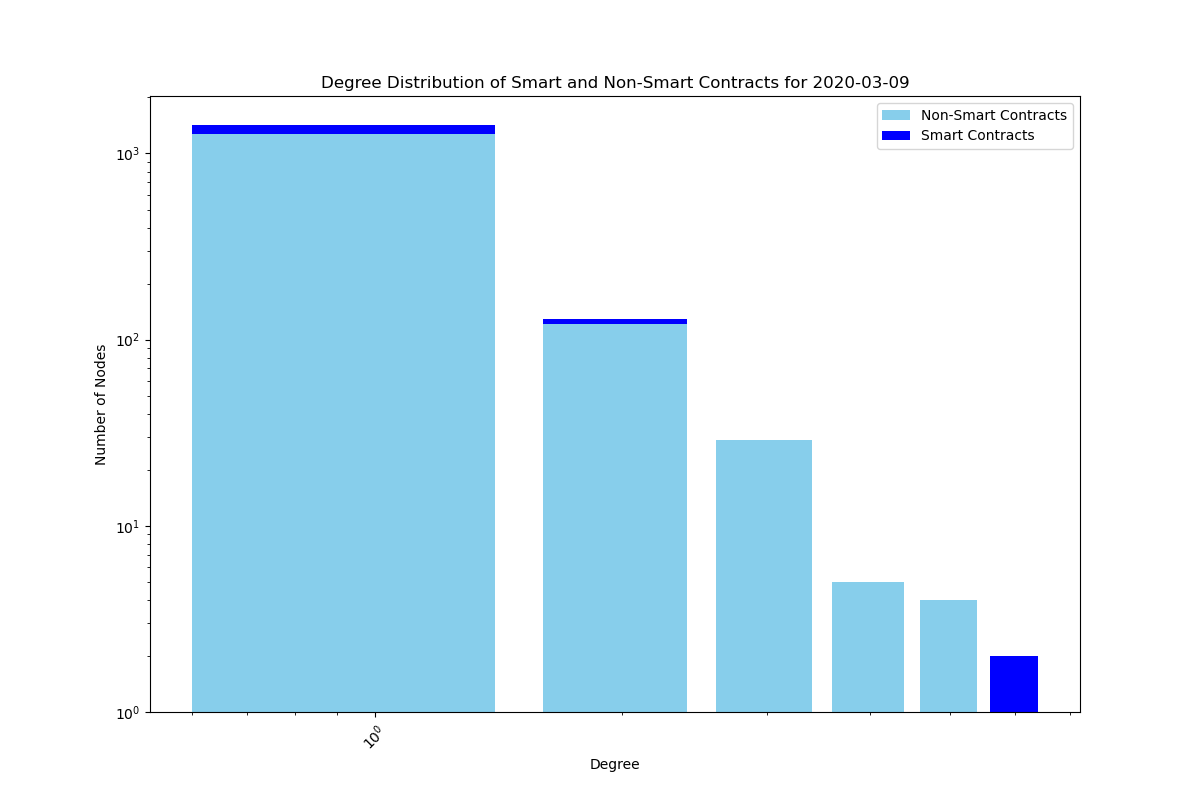 Degree Distribution of Smart and Non-Smart Contracts for 2020-03-09
Non-Smart Contracts
Smart Contracts
Number of Nodes
10³
10²
10¹
10⁰
10⁰
Degree